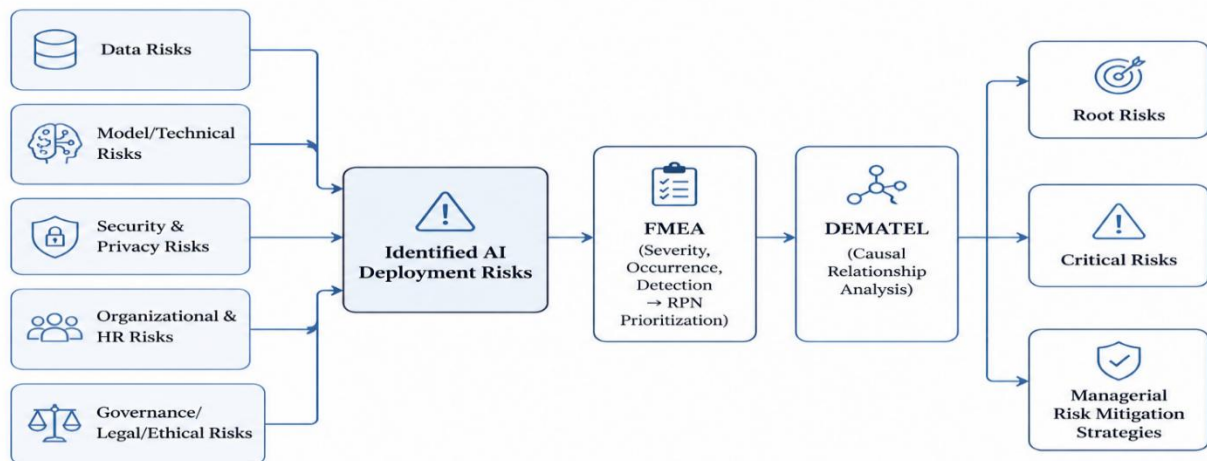 Data Risks
Model/Technical
Risks
Security &
Privacy Risks
Organizational &
HR Risks
Governance/
Legal/Ethical Risks
Identified AI
Deployment Risks
FMEA
(Severity,
Occurrence,
Detection
→ RPN
Prioritization)
DEMATEL
(Causal
Relationship
Analysis)
Root Risks
Critical Risks
Managerial
Risk Mitigation
Strategies